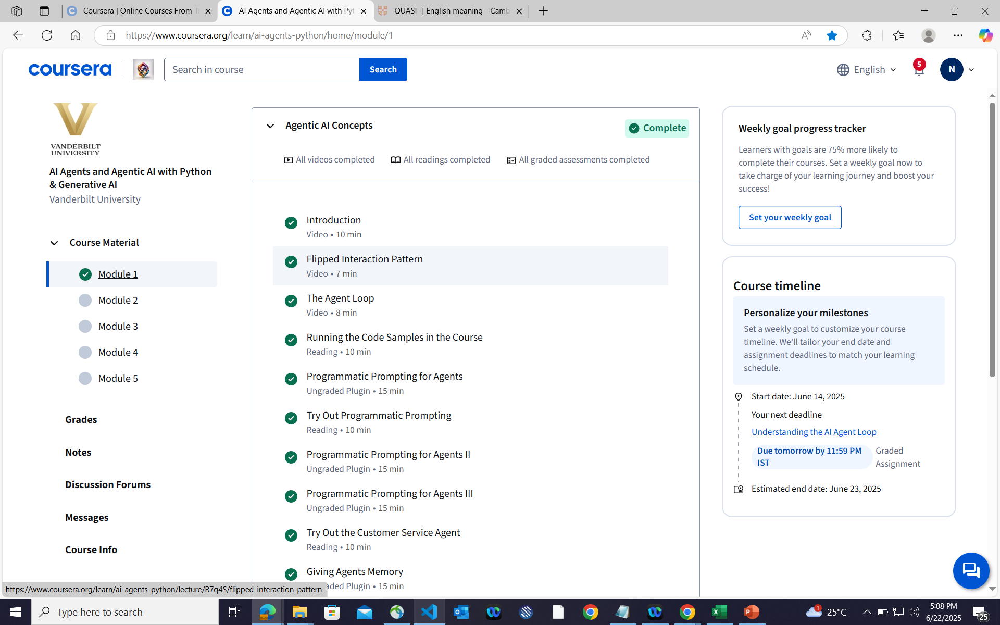 Coursera | Online Courses From T
AI Agents and Agentic AI with Pyt
QUASI- | English meaning - Camb
https://www.coursera.org/learn/ai-agents-python/home/module/1
coursera
Search in course
Search
English
5
N
VANDERBILT
UNIVERSITY
AI Agents and Agentic AI with Python
& Generative AI
Vanderbilt University
Course Material
Module 1
Module 2
Module 3
Module 4
Module 5
Grades
Notes
Discussion Forums
Messages
Course Info
Agentic AI Concepts
Complete
All videos completed
All readings completed
All graded assessments completed
Introduction
Video • 10 min
Flipped Interaction Pattern
Video • 7 min
The Agent Loop
Video • 8 min
Running the Code Samples in the Course
Reading • 10 min
Programmatic Prompting for Agents
Ungraded Plugin • 15 min
Try Out Programmatic Prompting
Reading • 10 min
Programmatic Prompting for Agents II
Ungraded Plugin • 15 min
Programmatic Prompting for Agents III
Ungraded Plugin • 15 min
Try Out the Customer Service Agent
Reading • 10 min
Giving Agents Memory
aded Plugin • 15 min
Weekly goal progress tracker
Learners with goals are 75% more likely to
complete their courses. Set a weekly goal now to
take charge of your learning journey and boost your
success!
Set your weekly goal
Course timeline
Personalize your milestones
Set a weekly goal to customize your course
timeline. We'll tailor your end date and
assignment deadlines to match your learning
schedule.
Start date: June 14, 2025
Your next deadline
Understanding the AI Agent Loop
Due tomorrow by 11:59 PM
IST
Graded
Assignment
Estimated end date: June 23, 2025
https://www.coursera.org/learn/ai-agents-python/lecture/R7q4S/flipped-interaction-pattern
Type here to search
1
25°C
5:08 PM
6/22/2025
25